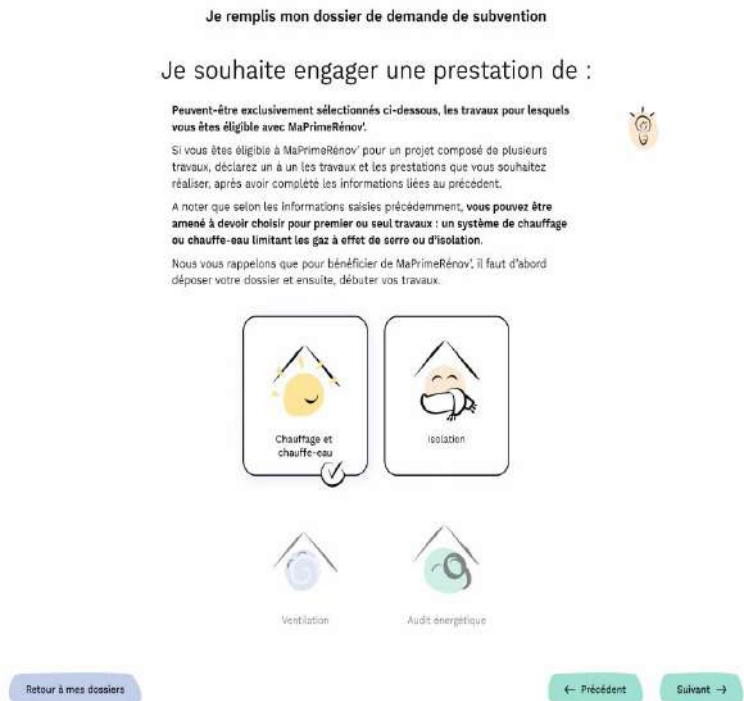 Je remplis mon dossier de demande de subvention
Je souhaite engager une prestation de :
Peuvent-être exclusivement sélectionnés ci-dessous, les travaux pour lesquels
vous êtes éligible avec MaPrimeRénov'.
Si vous êtes éligible à MaPrimeRénov' pour un projet composé de plusieurs
travaux, déclarez un à un les travaux et les prestations que vous souhaitez
réaliser, après avoir complété les informations liées au précédent.
A noter que selon les informations saisies précédemment, vous pouvez être
amené à devoir choisir pour premier ou seul travaux : un système de chauffage
ou chauffe-eau limitant les gaz à effet de serre ou d'isolation.
Nous vous rappelons que pour bénéficier de MaPrimeRénov', il faut d'abord
déposer votre dossier et ensuite, débuter vos travaux.
Chauffage et
chauffe-eau
Isolation
Ventilation
Audit énergétique
Retour à mes dossiers
← Précédent
Suivant →